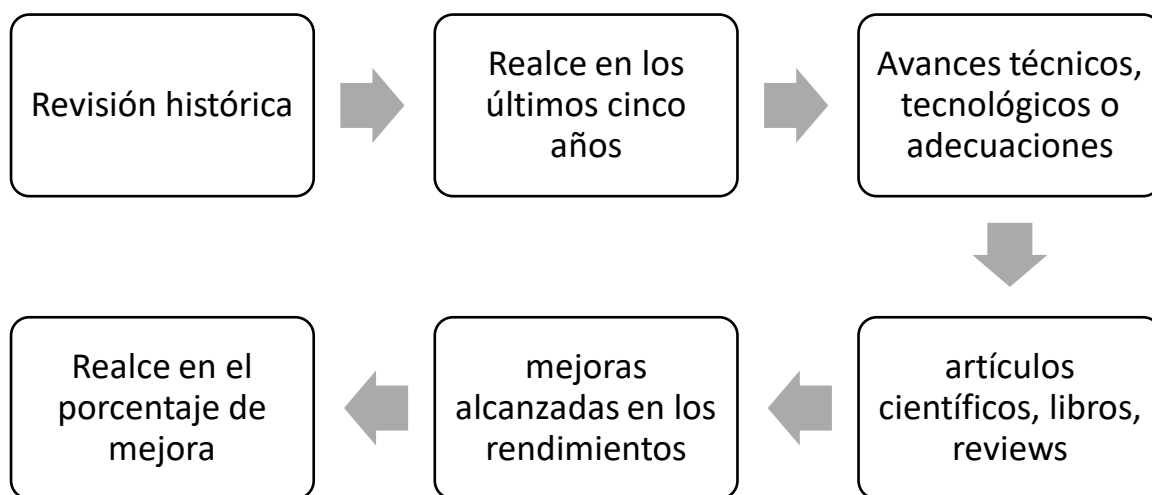 Revisión histórica
Realce en los
últimos cinco
años
Avances técnicos,
tecnológicos o
adecuaciones
artículos
científicos, libros,
reviews
mejoras
alcanzadas en los
rendimientos
Realce en el
porcentaje de
mejora